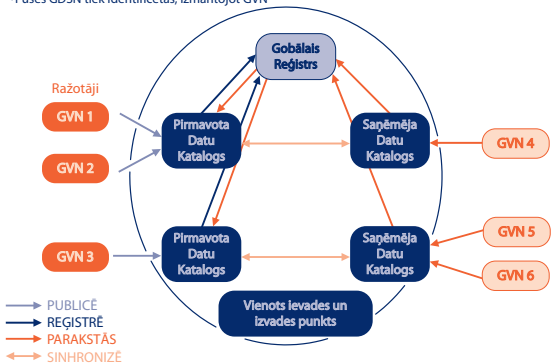 *Puses GDSN tiek identificētas, izmantojot GVN
Gobālais
Reģistrs
Ražotāji
GVN 1
GVN 2
GVN 3
Pirmavota
Datu
Katalogs
Saņēmēja
Datu
Katalogs
GVN 4
Pirmavota
Datu
Katalogs
Saņēmēja
Datu
Katalogs
GVN 5
GVN 6
Vienots ievades un
izvades punkts
PUBLICĒ
REĢISTRĒ
PARAKSTĀS
SINHRONIZĒ